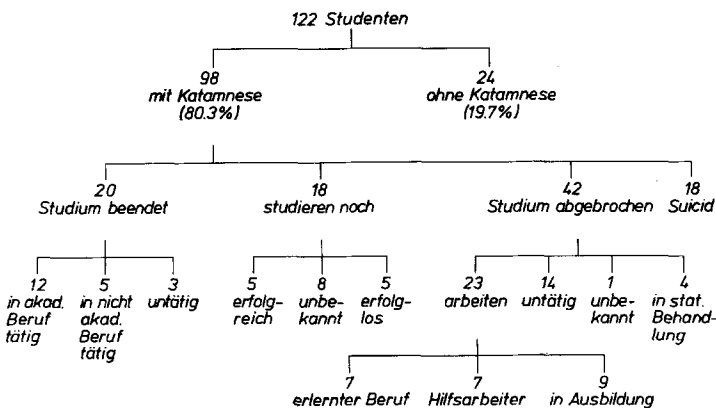 122 Studenten
98 24
mit Katamnese ohne Katamnese
(80.3%) (19.7%)
20 18 42 18
Studium beendet studieren noch Studium abgebrochen Suicid
12 5 3 5 8 5 23 14 1 4
in akad. in nicht untätig erfolg- unbe- erfolg- arbeiten untätig unbe- in stat.
Beruf akad. reich kannt los kannt Behand-
tätig Beruf lung
tätig
7 7 9
erlernter Beruf Hilfsarbeiter in Ausbildung